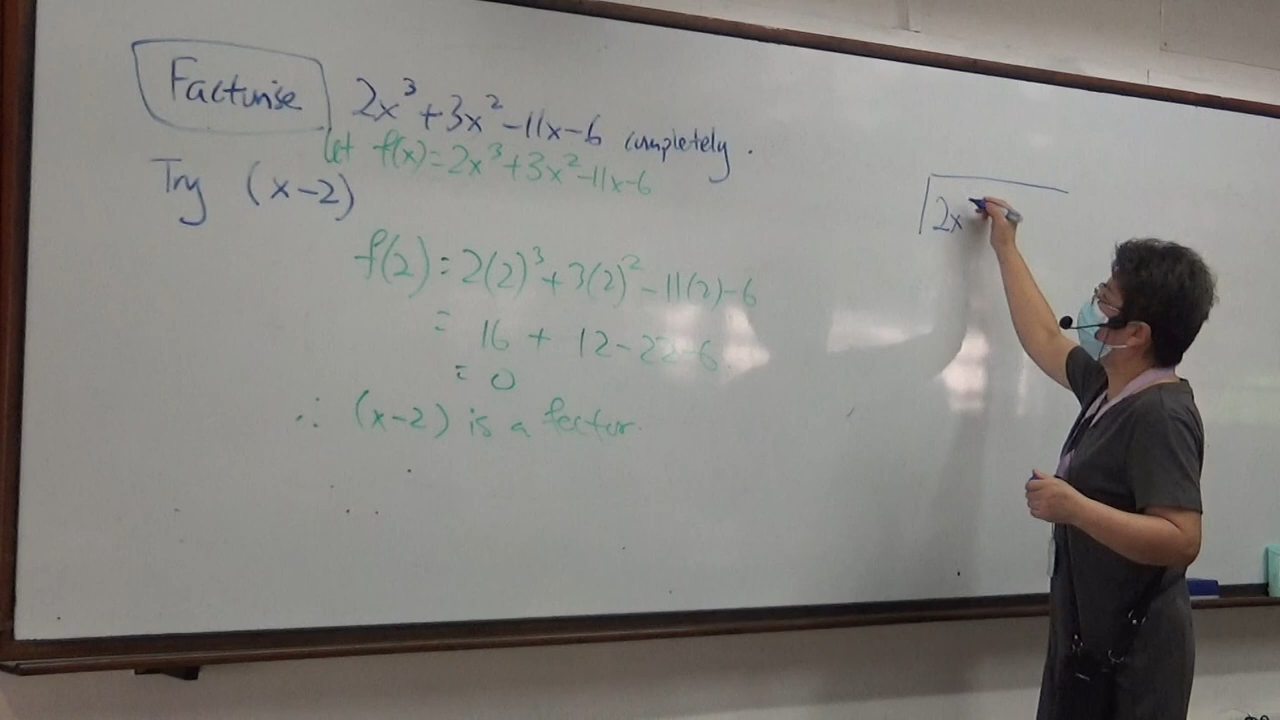 Factorise 2x³ + 3x² - 11x - 6 completely.
let f(x) = 2x³ + 3x² - 11x - 6
Try (x-2)
f(2) = 2(2)³ + 3(2)² - 11(2) - 6
= 16 + 12 - 22 - 6
= 0
∴ (x-2) is a factor.
2x